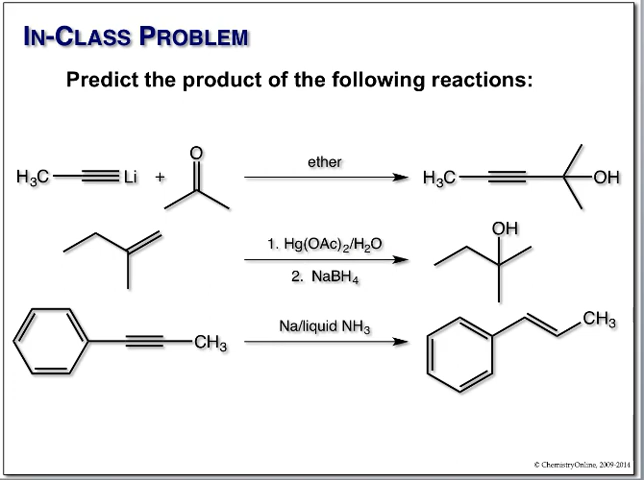 IN-CLASS PROBLEM
Predict the product of the following reactions:
H₃C Li + O ether H₃C OH
1. Hg(OAc)₂/H₂O OH
2. NaBH₄
CH₃ Na/liquid NH₃ CH₃
© ChemistryOnline, 2009-2014